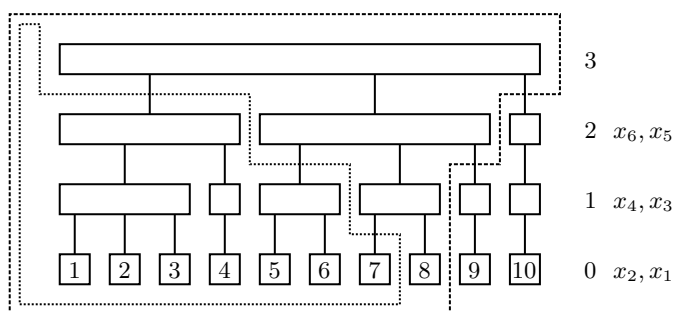 3
2 x₆, x₅
1 x₄, x₃
1 2 3 4 5 6 7 8 9 10 0 x₂, x₁